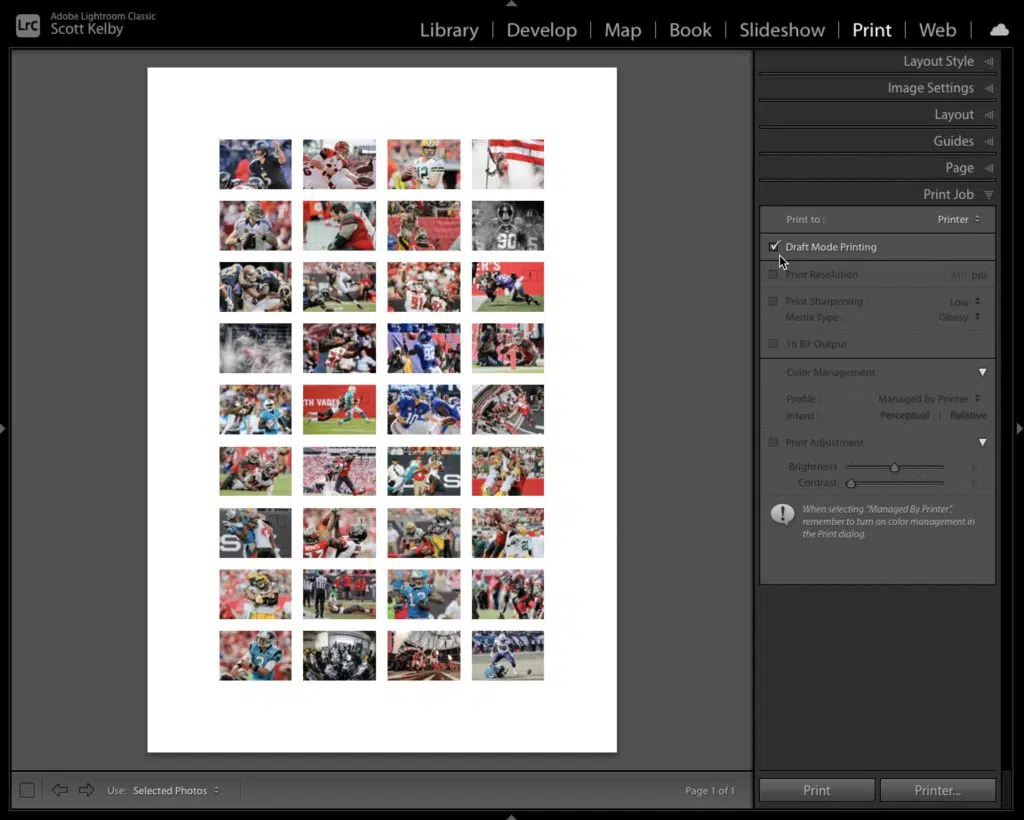 LrC
Adobe Lightroom Classic
Scott Kelby
Library | Develop | Map | Book | Slideshow | Print | Web |
Layout Style
Image Settings
Layout
Guides
Page
Print Job
Print to : Printer
Draft Mode Printing
Print Resolution ppi
Print Sharpening : Low
Media Type : Glossy
16 Bit Output
Color Management
Profile : Managed by Printer
Intent : Perceptual | Relative
Print Adjustment
Brightness 0
Contrast 0
When selecting "Managed By Printer",
remember to turn on color management in
the Print dialog.
12
90
91
Use: Selected Photos
Page 1 of 1
Print
Printer...